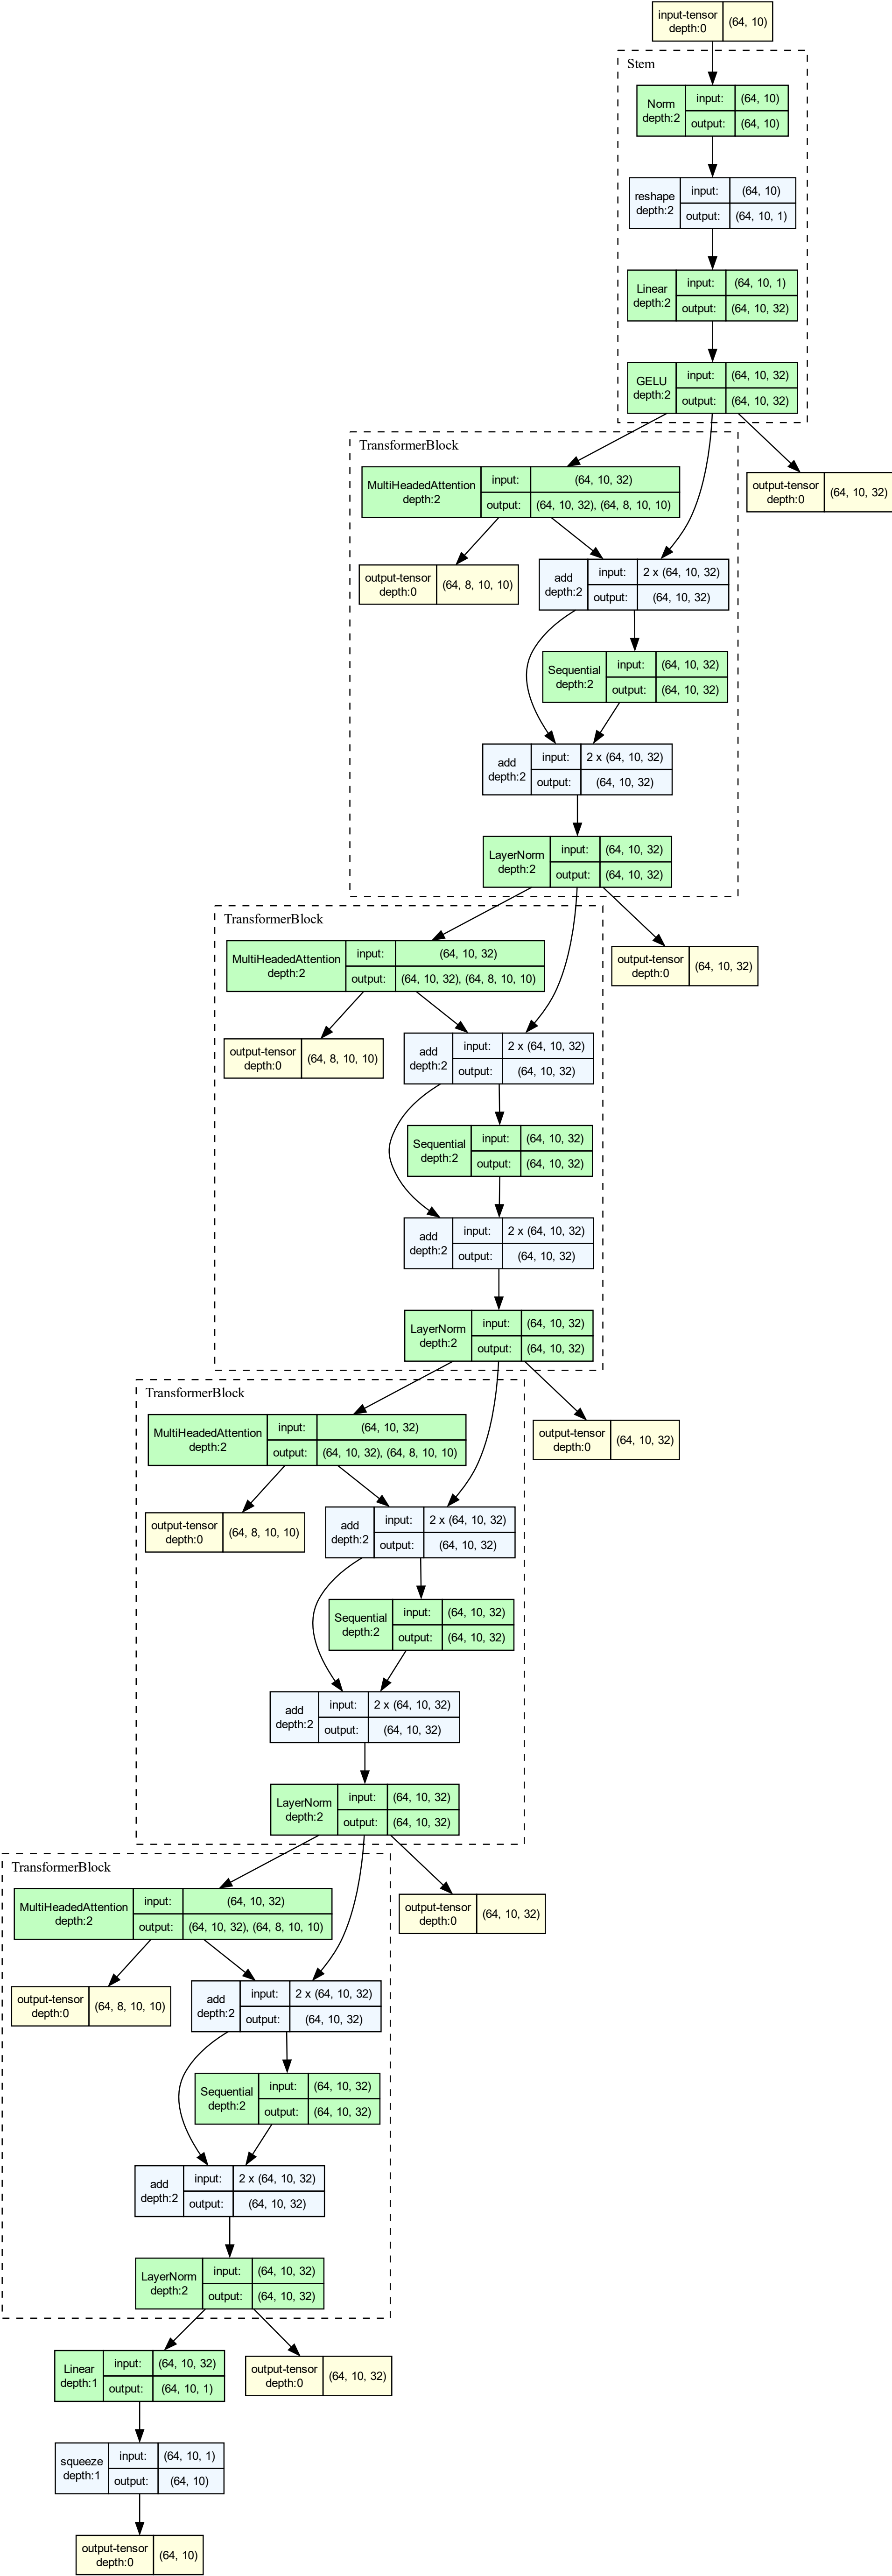 input-tensor
depth:0
(64, 10)
Stem
Norm
depth:2
input:
(64, 10)
output:
(64, 10)
reshape
depth:2
input:
(64, 10)
output:
(64, 10, 1)
Linear
depth:2
input:
(64, 10, 1)
output:
(64, 10, 32)
GELU
depth:2
input:
(64, 10, 32)
output:
(64, 10, 32)
TransformerBlock
MultiHeadedAttention
depth:2
input:
(64, 10, 32)
output:
(64, 10, 32), (64, 8, 10, 10)
output-tensor
depth:0
(64, 10, 32)
output-tensor
depth:0
(64, 8, 10, 10)
add
depth:2
input:
2 x (64, 10, 32)
output:
(64, 10, 32)
Sequential
depth:2
input:
(64, 10, 32)
output:
(64, 10, 32)
add
depth:2
input:
2 x (64, 10, 32)
output:
(64, 10, 32)
LayerNorm
depth:2
input:
(64, 10, 32)
output:
(64, 10, 32)
TransformerBlock
MultiHeadedAttention
depth:2
input:
(64, 10, 32)
output:
(64, 10, 32), (64, 8, 10, 10)
output-tensor
depth:0
(64, 10, 32)
output-tensor
depth:0
(64, 8, 10, 10)
add
depth:2
input:
2 x (64, 10, 32)
output:
(64, 10, 32)
Sequential
depth:2
input:
(64, 10, 32)
output:
(64, 10, 32)
add
depth:2
input:
2 x (64, 10, 32)
output:
(64, 10, 32)
LayerNorm
depth:2
input:
(64, 10, 32)
output:
(64, 10, 32)
TransformerBlock
MultiHeadedAttention
depth:2
input:
(64, 10, 32)
output:
(64, 10, 32), (64, 8, 10, 10)
output-tensor
depth:0
(64, 10, 32)
output-tensor
depth:0
(64, 8, 10, 10)
add
depth:2
input:
2 x (64, 10, 32)
output:
(64, 10, 32)
Sequential
depth:2
input:
(64, 10, 32)
output:
(64, 10, 32)
add
depth:2
input:
2 x (64, 10, 32)
output:
(64, 10, 32)
LayerNorm
depth:2
input:
(64, 10, 32)
output:
(64, 10, 32)
TransformerBlock
MultiHeadedAttention
depth:2
input:
(64, 10, 32)
output:
(64, 10, 32), (64, 8, 10, 10)
output-tensor
depth:0
(64, 10, 32)
output-tensor
depth:0
(64, 8, 10, 10)
add
depth:2
input:
2 x (64, 10, 32)
output:
(64, 10, 32)
Sequential
depth:2
input:
(64, 10, 32)
output:
(64, 10, 32)
add
depth:2
input:
2 x (64, 10, 32)
output:
(64, 10, 32)
LayerNorm
depth:2
input:
(64, 10, 32)
output:
(64, 10, 32)
Linear
depth:1
input:
(64, 10, 32)
output:
(64, 10, 1)
output-tensor
depth:0
(64, 10, 32)
squeeze
depth:1
input:
(64, 10, 1)
output:
(64, 10)
output-tensor
depth:0
(64, 10)